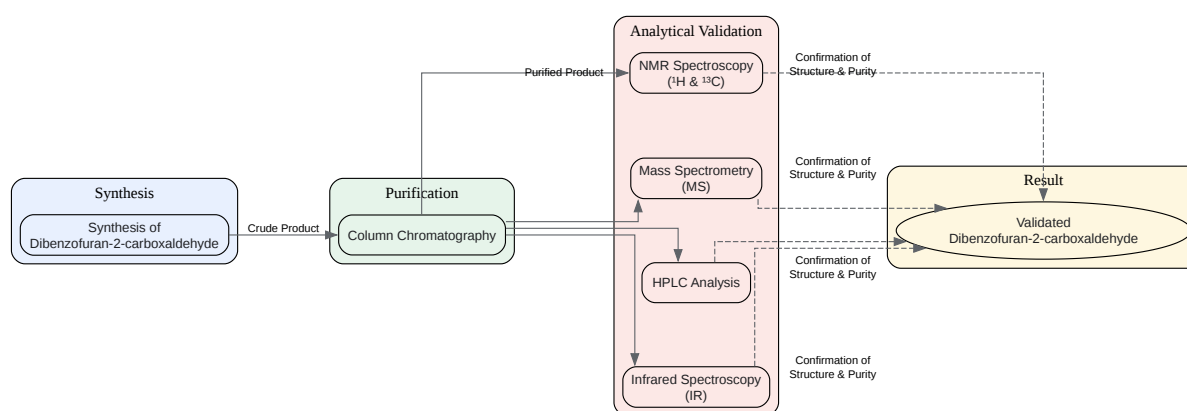 Synthesis
Synthesis of
Dibenzofuran-2-carboxaldehyde
Crude Product
Purification
Column Chromatography
Purified Product
Analytical Validation
NMR Spectroscopy
(¹H & ¹³C)
Mass Spectrometry
(MS)
HPLC Analysis
Infrared Spectroscopy
(IR)
Confirmation of
Structure & Purity
Confirmation of
Structure & Purity
Confirmation of
Structure & Purity
Confirmation of
Structure & Purity
Result
Validated
Dibenzofuran-2-carboxaldehyde